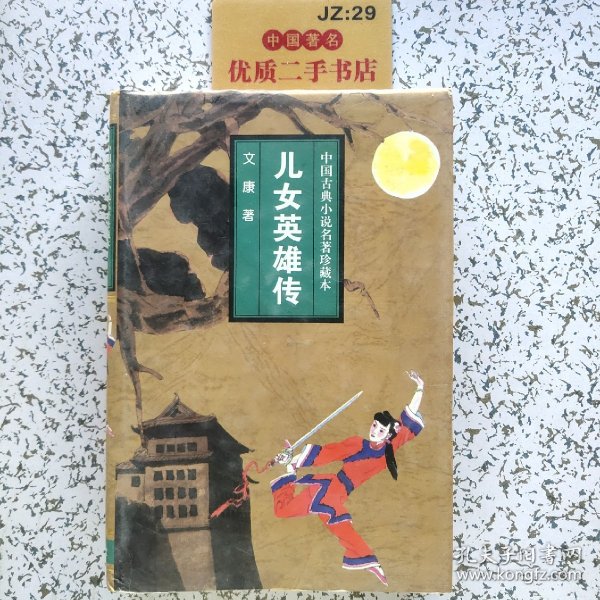 JZ:29
中国著名
优质二手书店
中国古典小说名著珍藏本
儿女英雄传
文康 著
孔夫子旧书网
www.kongfz.com